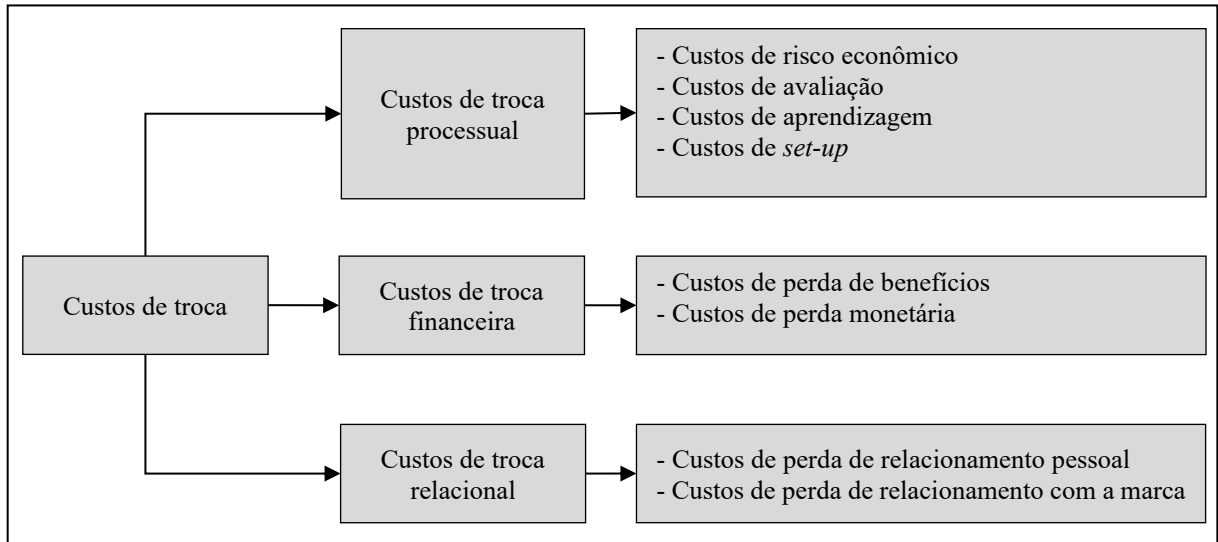 Custos de troca
Custos de troca
processual
- Custos de risco econômico
- Custos de avaliação
- Custos de aprendizagem
- Custos de set-up
Custos de troca
financeira
- Custos de perda de benefícios
- Custos de perda monetária
Custos de troca
relacional
- Custos de perda de relacionamento pessoal
- Custos de perda de relacionamento com a marca